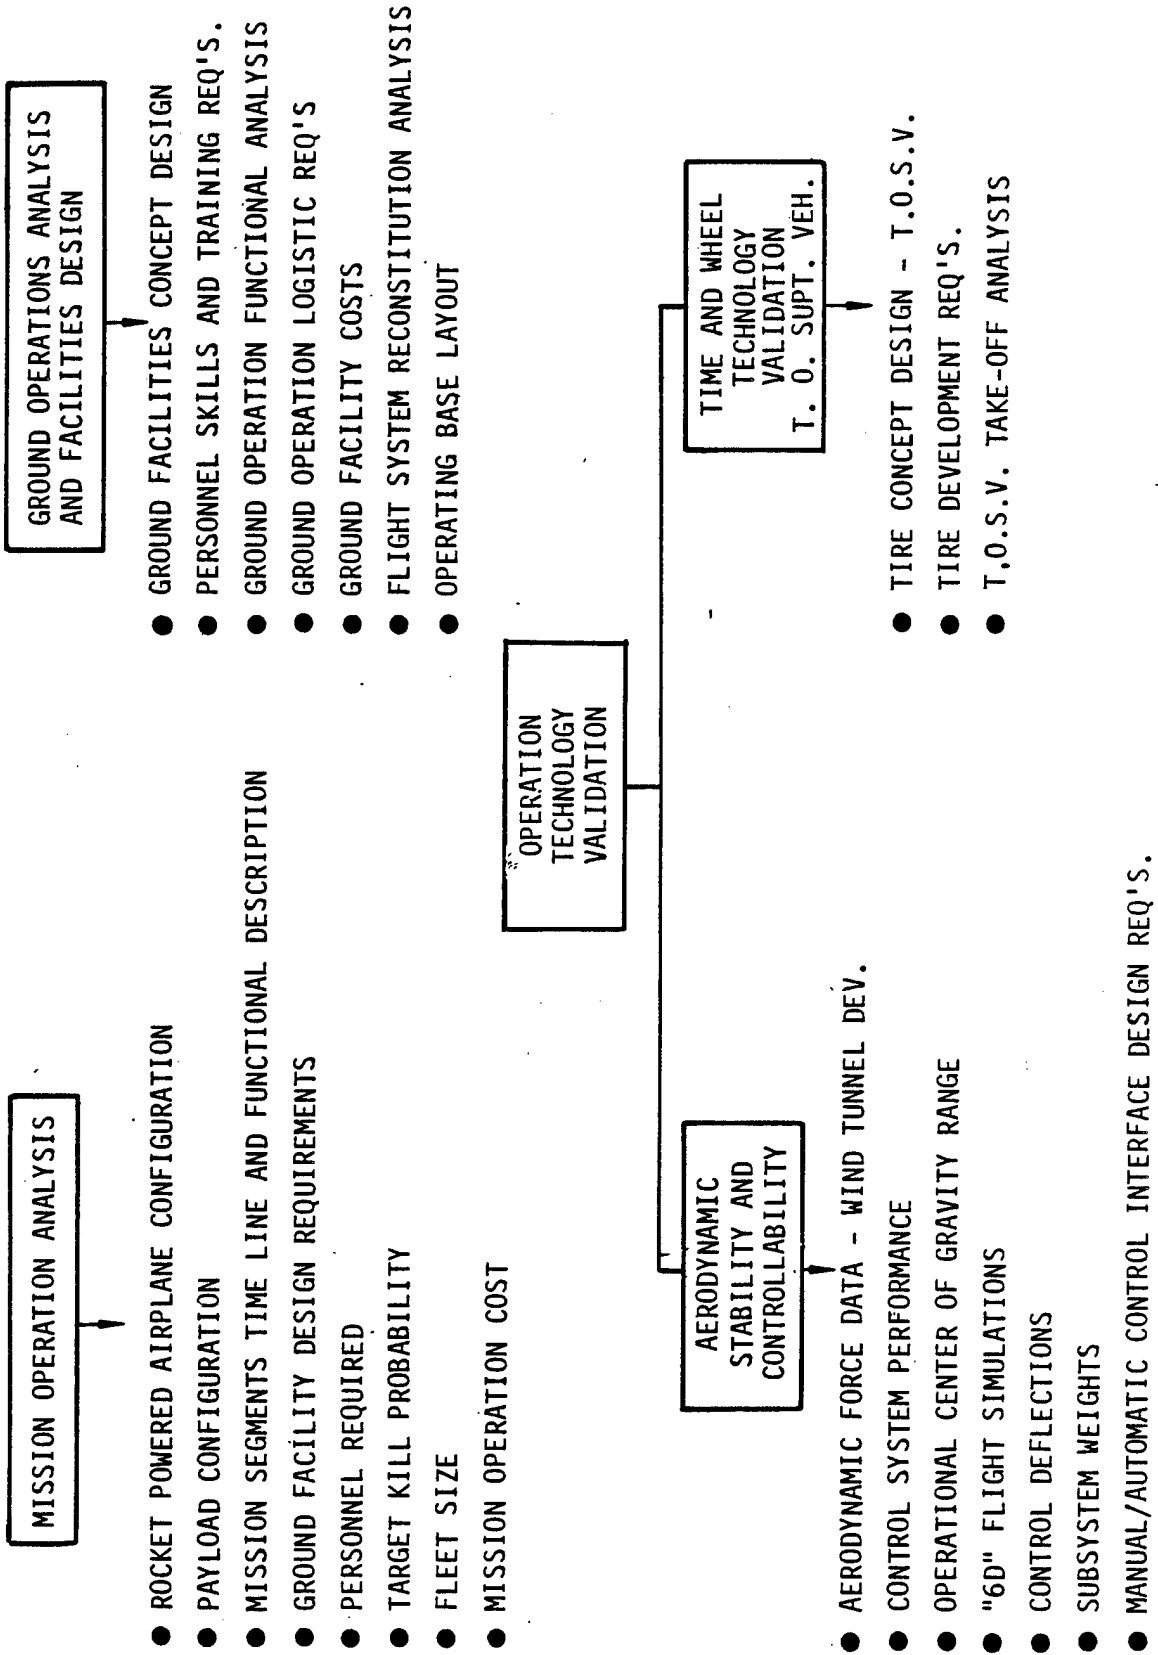 MISSION OPERATION ANALYSIS
● ROCKET POWERED AIRPLANE CONFIGURATION
● PAYLOAD CONFIGURATION
● MISSION SEGMENTS TIME LINE AND FUNCTIONAL DESCRIPTION
● GROUND FACILITY DESIGN REQUIREMENTS
● PERSONNEL REQUIRED
● TARGET KILL PROBABILITY
● FLEET SIZE
● MISSION OPERATION COST
GROUND OPERATIONS ANALYSIS
AND FACILITIES DESIGN
● GROUND FACILITIES CONCEPT DESIGN
● PERSONNEL SKILLS AND TRAINING REQ'S.
● GROUND OPERATION FUNCTIONAL ANALYSIS
● GROUND OPERATION LOGISTIC REQ'S
● GROUND FACILITY COSTS
● FLIGHT SYSTEM RECONSTITUTION ANALYSIS
● OPERATING BASE LAYOUT
OPERATION
TECHNOLOGY
VALIDATION
AERODYNAMIC
STABILITY AND
CONTROLLABILITY
● AERODYNAMIC FORCE DATA - WIND TUNNEL DEV.
● CONTROL SYSTEM PERFORMANCE
● OPERATIONAL CENTER OF GRAVITY RANGE
● "6D" FLIGHT SIMULATIONS
● CONTROL DEFLECTIONS
● SUBSYSTEM WEIGHTS
● MANUAL/AUTOMATIC CONTROL INTERFACE DESIGN REQ'S.
TIME AND WHEEL
TECHNOLOGY
VALIDATION
T. O. SUPT. VEH.
● TIRE CONCEPT DESIGN - T.O.S.V.
● TIRE DEVELOPMENT REQ'S.
● T.O.S.V. TAKE-OFF ANALYSIS